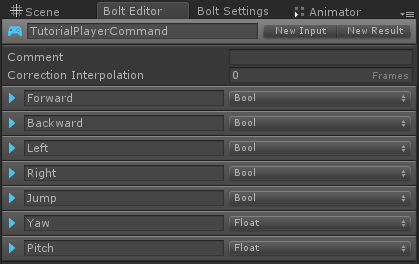 Scene Bolt Editor Bolt Settings Animator
TutorialPlayerCommand New Input New Result
Comment
Correction Interpolation 0 Frames
Forward Bool
Backward Bool
Left Bool
Right Bool
Jump Bool
Yaw Float
Pitch Float